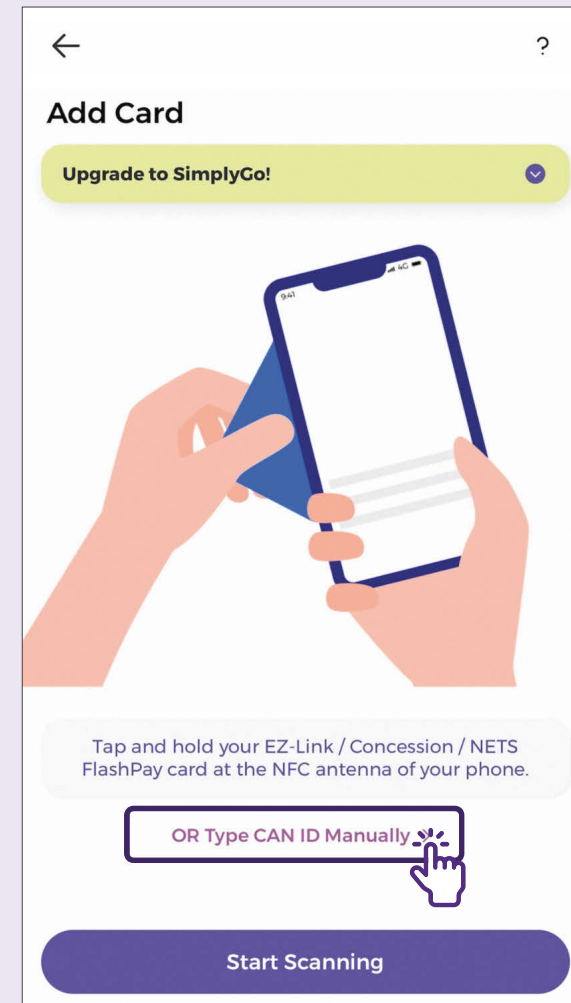 ?
Add Card
Upgrade to SimplyGo!
9:41
4G
Tap and hold your EZ-Link / Concession / NETS
FlashPay card at the NFC antenna of your phone.
OR Type CAN ID Manually
Start Scanning